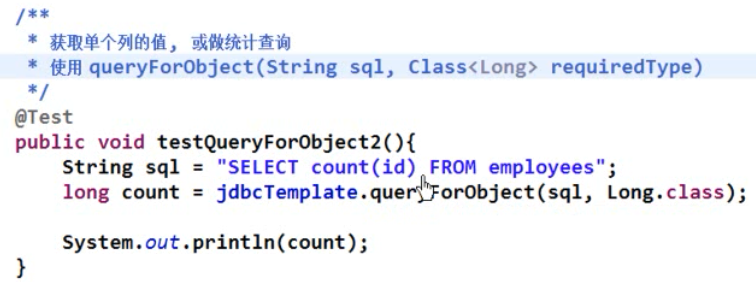 /**
 * 获取单个列的值, 或做统计查询
 * 使用 queryForObject(String sql, Class<Long> requiredType)
 */
@Test
public void testQueryForObject2(){
    String sql = "SELECT count(id) FROM employees";
    long count = jdbcTemplate.queryForObject(sql, Long.class);
    System.out.println(count);
}